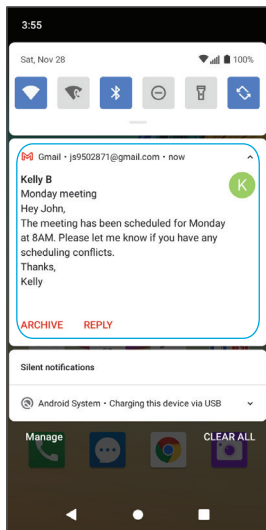 3:55
Sat, Nov 28
100%
Gmail • js9502871@gmail.com • now
Kelly B
K
Monday meeting
Hey John,
The meeting has been scheduled for Monday
at 8AM. Please let me know if you have any
scheduling conflicts.
Thanks,
Kelly
ARCHIVE REPLY
Silent notifications
Android System • Charging this device via USB
Manage CLEAR ALL